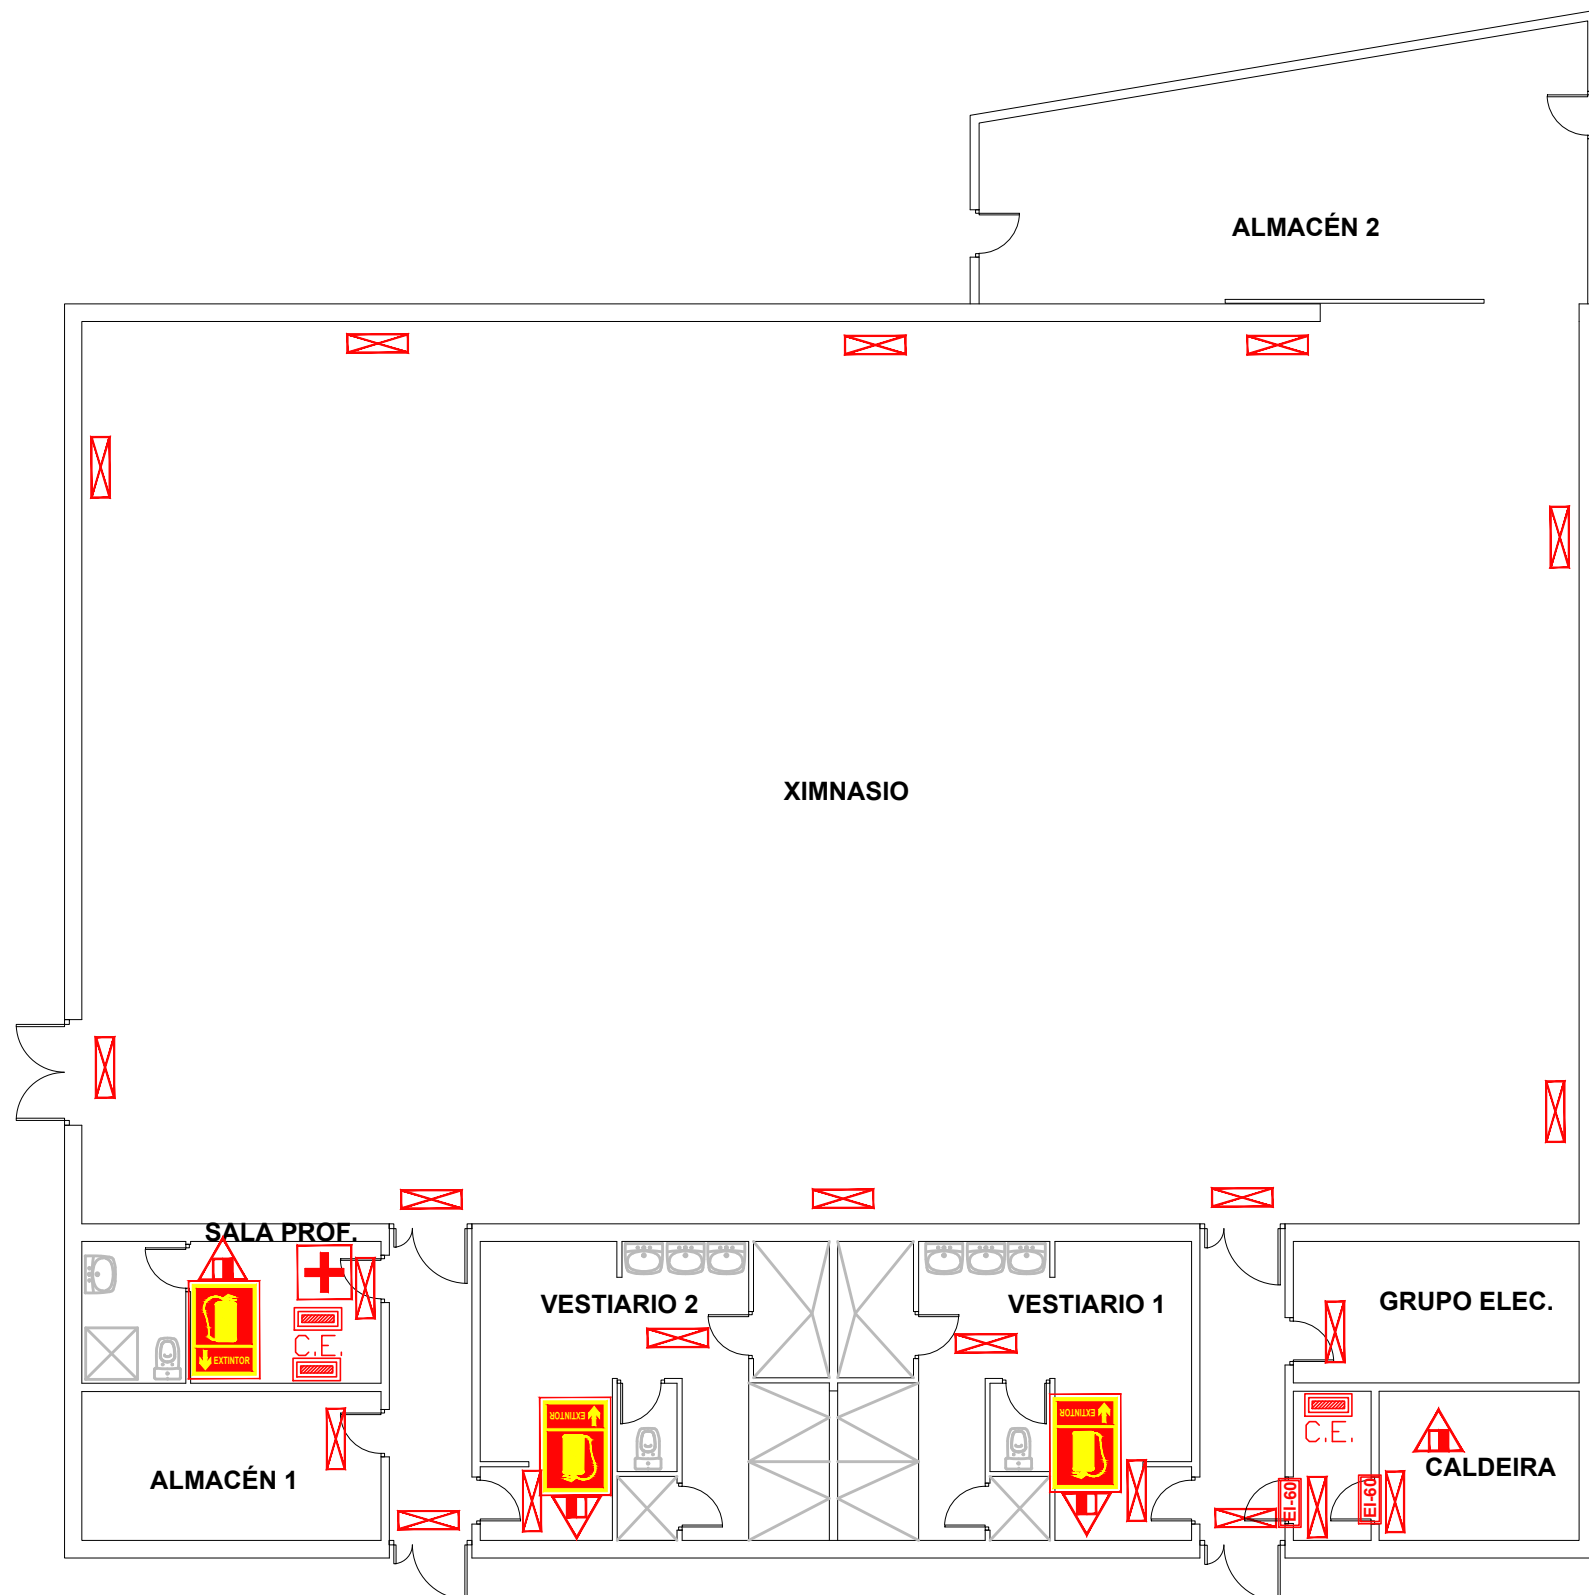 ALMACÉN 2
XIMNASIO
SALA PROF.
VESTIARIO 2
VESTIARIO 1
GRUPO ELEC.
C.E.
EXTINTOR
EXTINTOR
EXTINTOR
C.E.
ALMACÉN 1
CALDEIRA
EI-60
EI-60